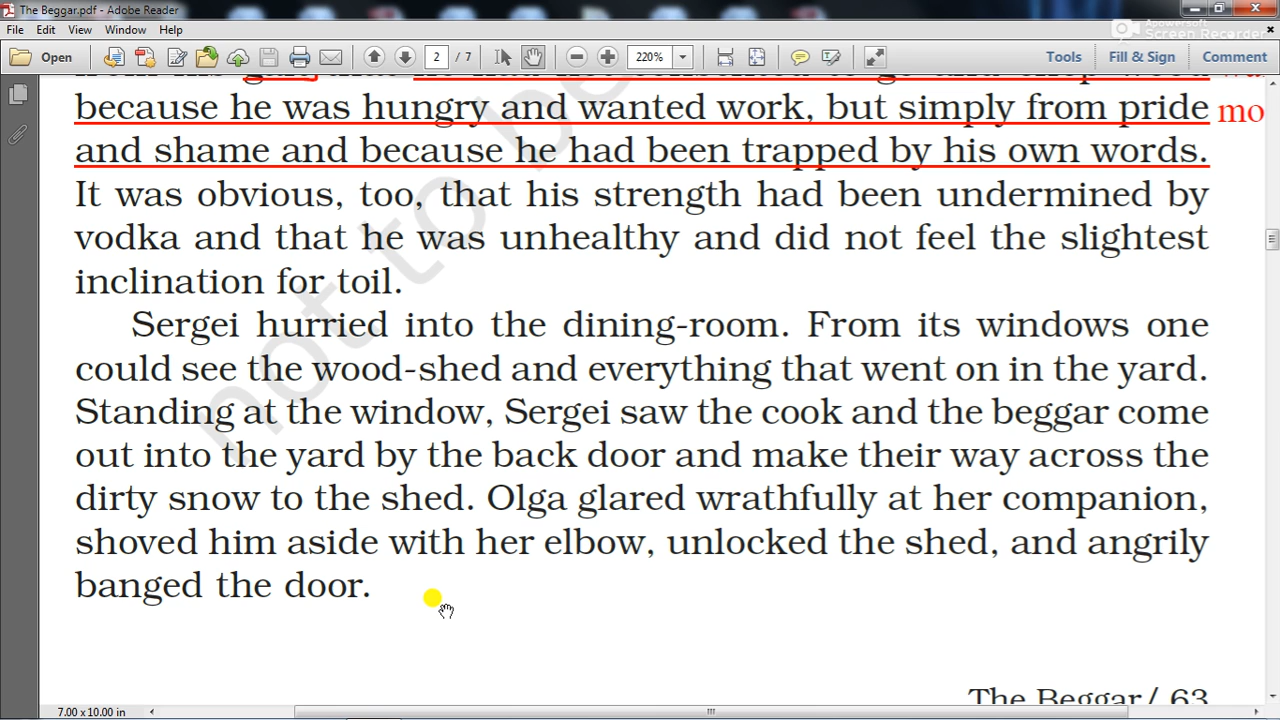 The Beggar.pdf - Adobe Reader
File Edit View Window Help
Apowersoft
Screen Recorder
Open 2 / 7 220% Tools Fill & Sign Comment
because he was hungry and wanted work, but simply from pride mo
and shame and because he had been trapped by his own words.
It was obvious, too, that his strength had been undermined by
vodka and that he was unhealthy and did not feel the slightest
inclination for toil.
Sergei hurried into the dining-room. From its windows one
could see the wood-shed and everything that went on in the yard.
Standing at the window, Sergei saw the cook and the beggar come
out into the yard by the back door and make their way across the
dirty snow to the shed. Olga glared wrathfully at her companion,
shoved him aside with her elbow, unlocked the shed, and angrily
banged the door.
not to be
The Beggar/ 63
7.00 x 10.00 in